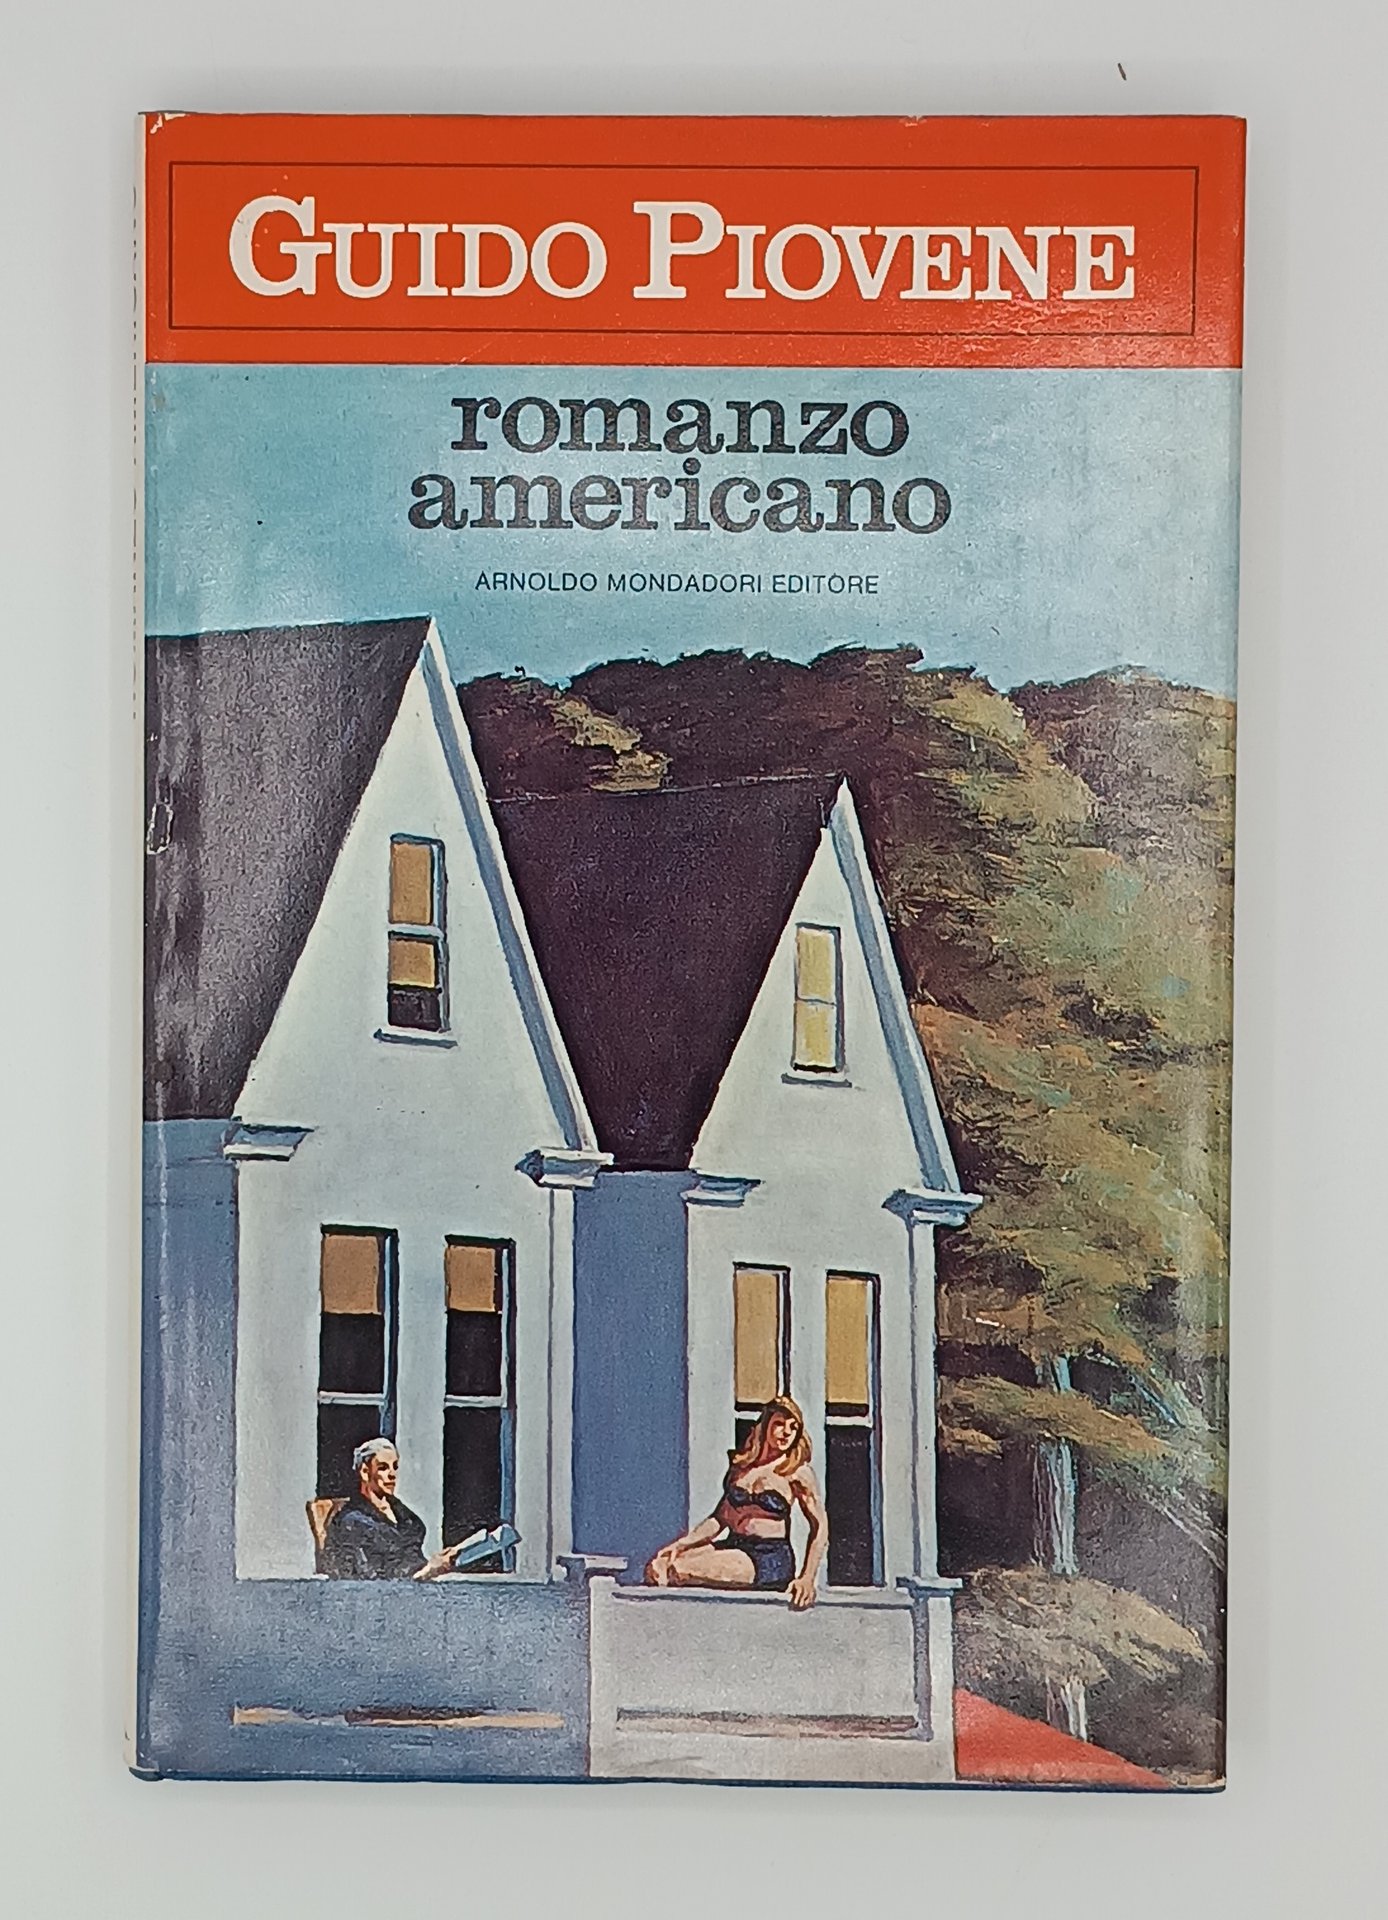 GUIDO PIOVENE
romanzo
americano
ARNOLDO MONDADORI EDITORE